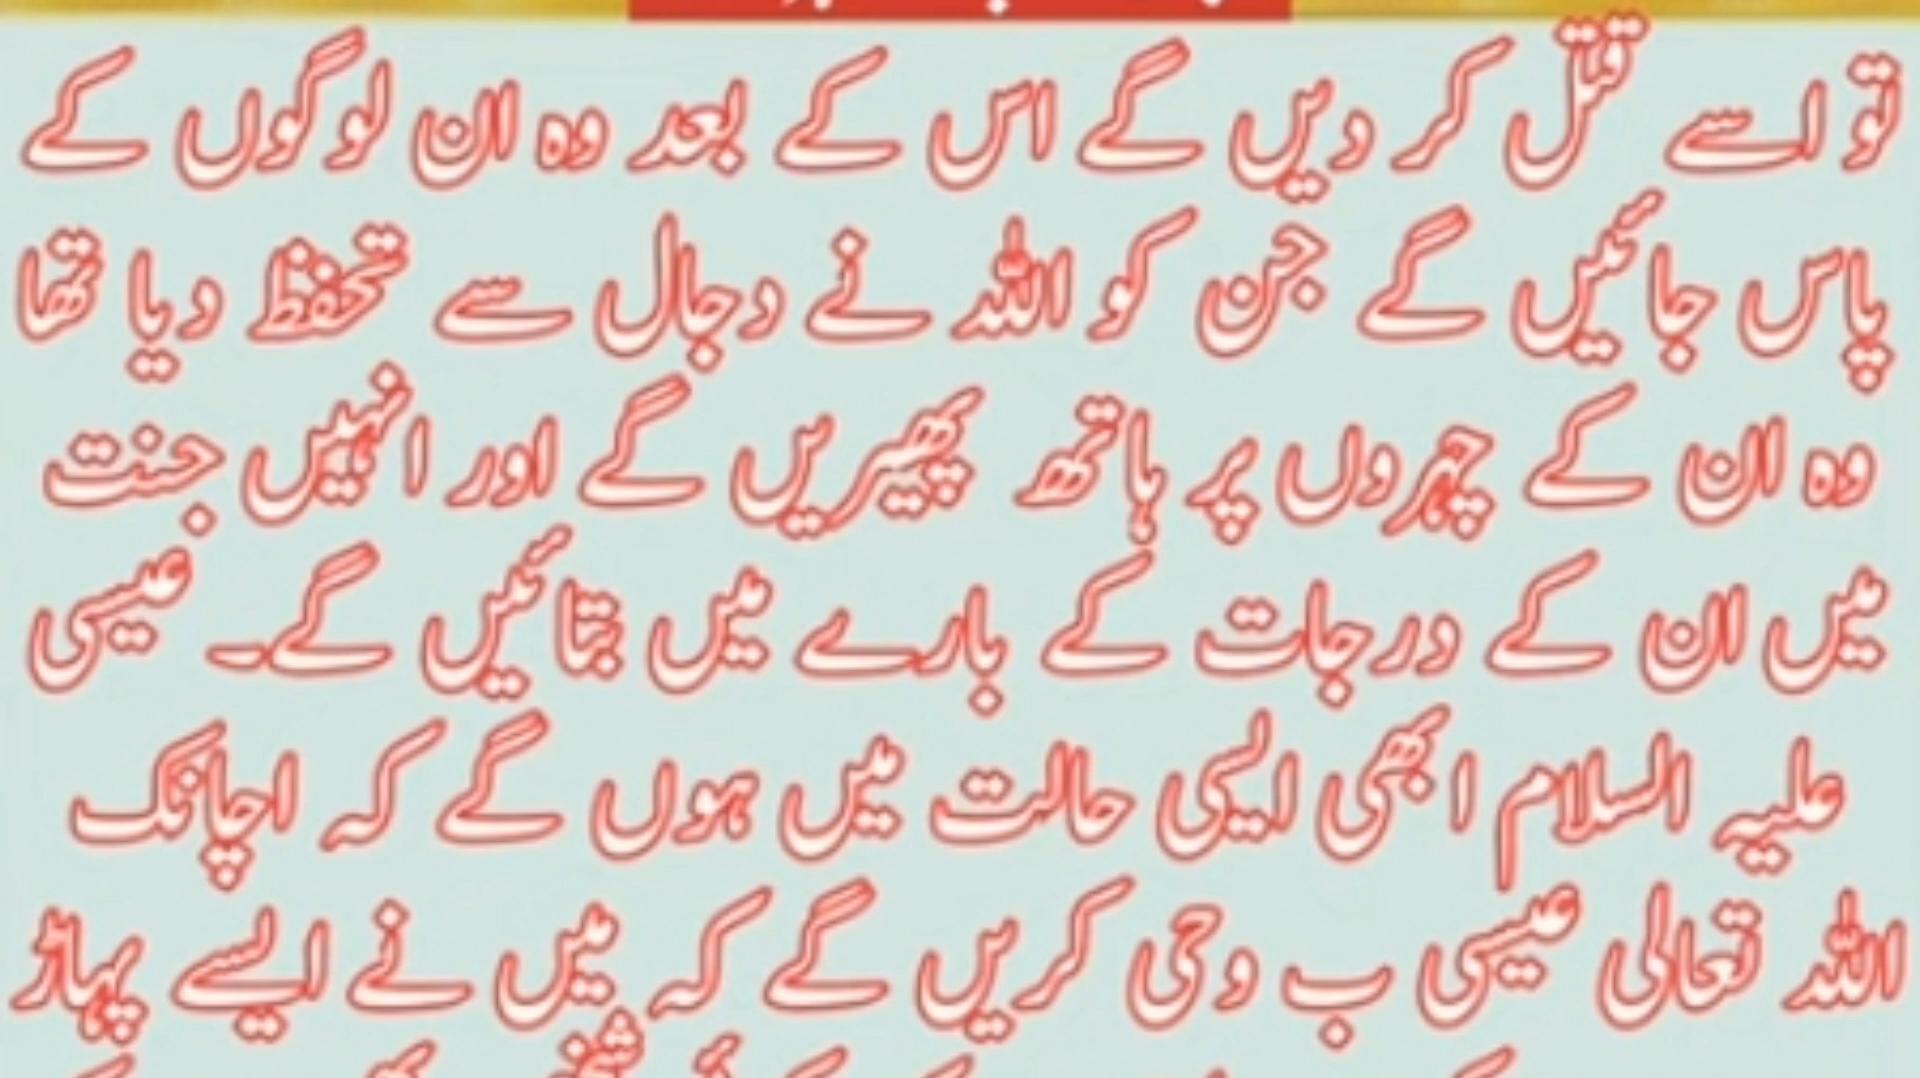 تو اسے قتل کر دیں گے اس کے بعد وہ ان لوگوں کے
پاس جائیں گے جن کو اللہ نے دجال سے تحفظ دیا تھا
وہ ان کے چہروں پر ہاتھ پھیریں گے اور انہیں جنت
میں ان کے درجات کے بارے میں بتائیں گے۔ عیسی
علیہ السلام ابھی ایسی حالت میں ہوں گے کہ اچانک
اللہ تعالی عیسی ب وحی کریں گے کہ میں نے ایسے پہاڑ